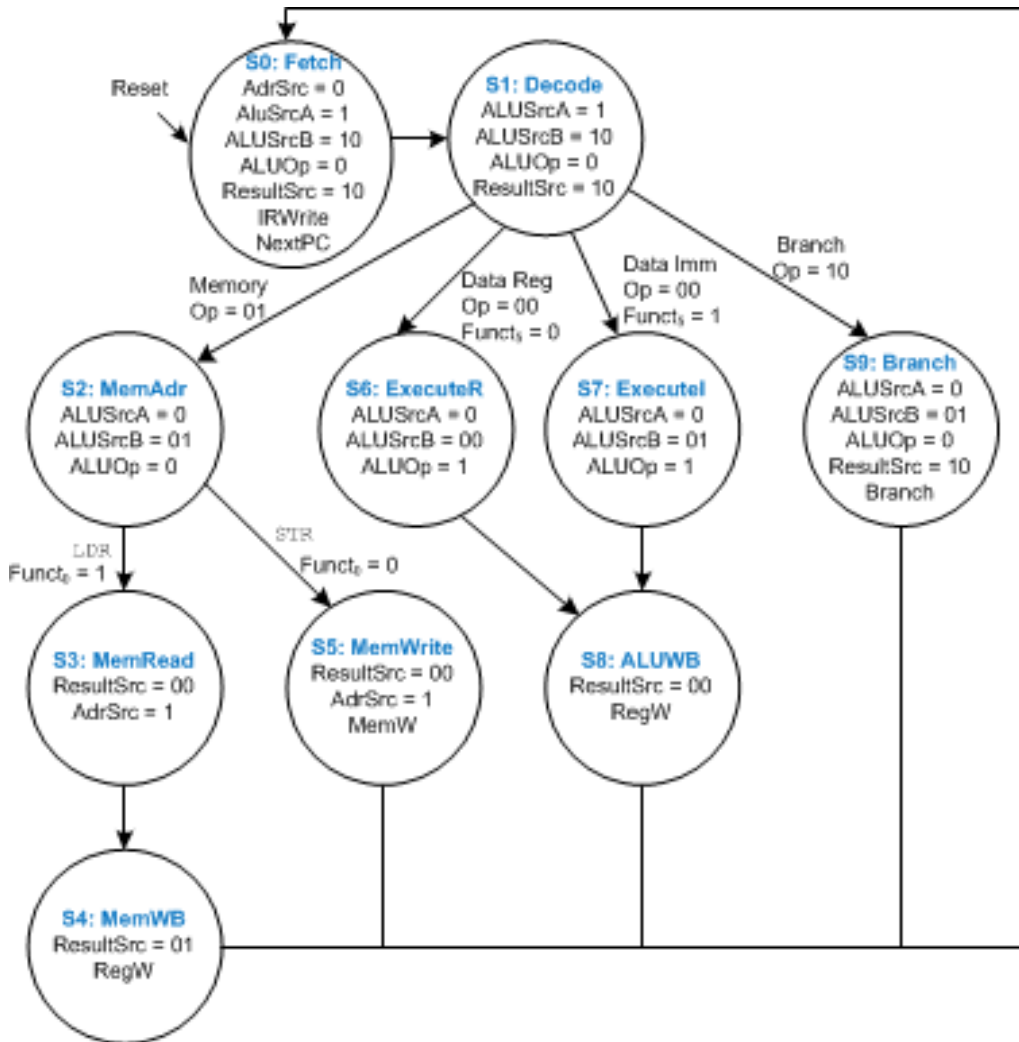 Reset
S0: Fetch
AdrSrc = 0
AluSrcA = 1
ALUSrcB = 10
ALUOp = 0
ResultSrc = 10
IRWrite
NextPC
S1: Decode
ALUSrcA = 1
ALUSrcB = 10
ALUOp = 0
ResultSrc = 10
Memory
Op = 01
Data Reg
Op = 00
Funct₅ = 0
Data Imm
Op = 00
Funct₅ = 1
Branch
Op = 10
S2: MemAdr
ALUSrcA = 0
ALUSrcB = 01
ALUOp = 0
S6: ExecuteR
ALUSrcA = 0
ALUSrcB = 00
ALUOp = 1
S7: ExecuteI
ALUSrcA = 0
ALUSrcB = 01
ALUOp = 1
S9: Branch
ALUSrcA = 0
ALUSrcB = 01
ALUOp = 0
ResultSrc = 10
Branch
LDR
Funct₀ = 1
STR
Funct₀ = 0
S3: MemRead
ResultSrc = 00
AdrSrc = 1
S5: MemWrite
ResultSrc = 00
AdrSrc = 1
MemW
S8: ALUWB
ResultSrc = 00
RegW
S4: MemWB
ResultSrc = 01
RegW